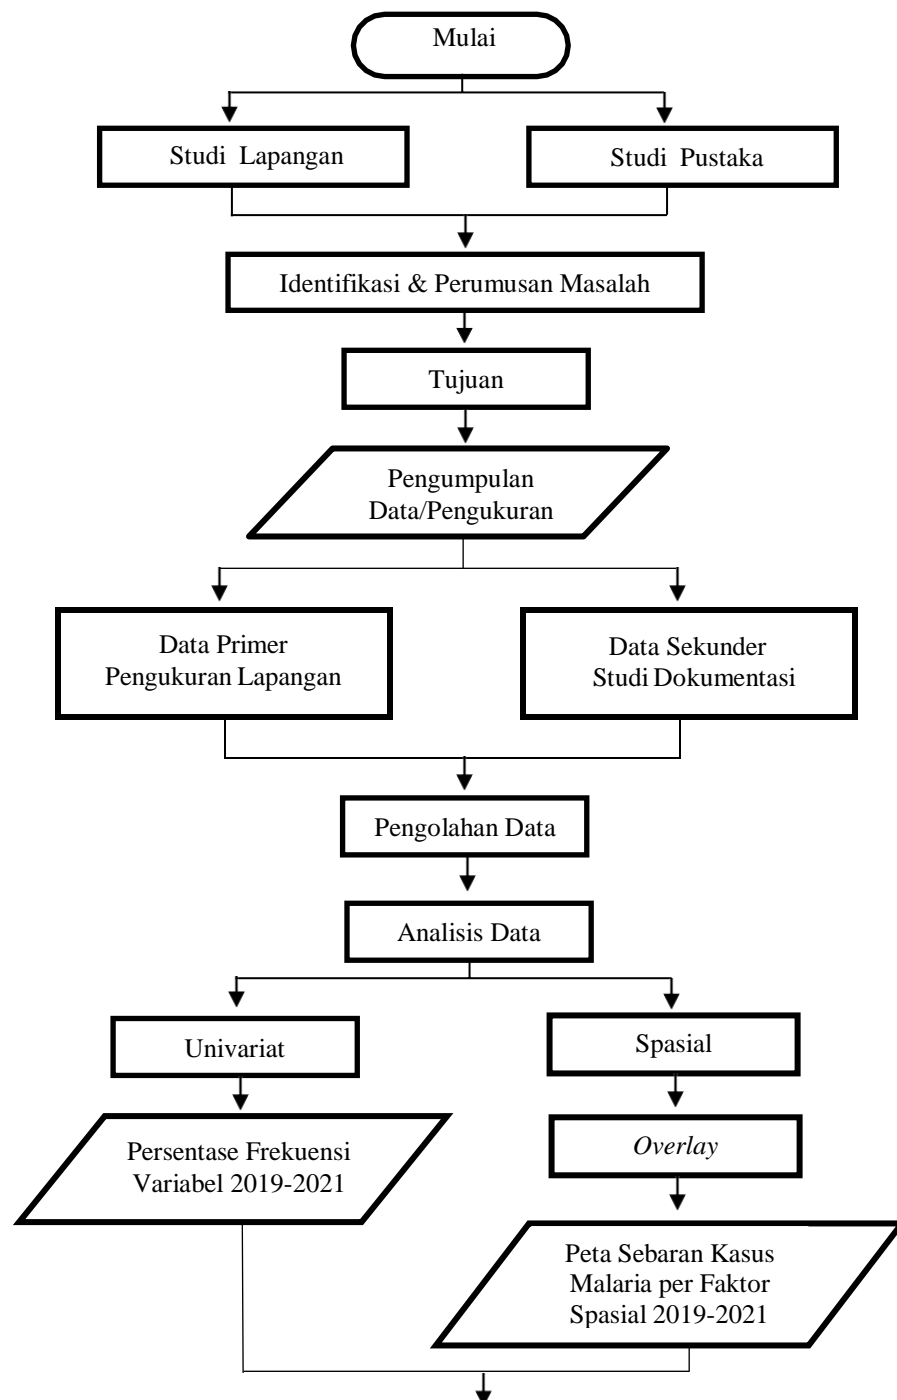 Mulai
Studi Lapangan
Studi Pustaka
Identifikasi & Perumusan Masalah
Tujuan
Pengumpulan
Data/Pengukuran
Data Primer
Pengukuran Lapangan
Data Sekunder
Studi Dokumentasi
Pengolahan Data
Analisis Data
Univariat
Spasial
Persentase Frekuensi
Variabel 2019-2021
Overlay
Peta Sebaran Kasus
Malaria per Faktor
Spasial 2019-2021